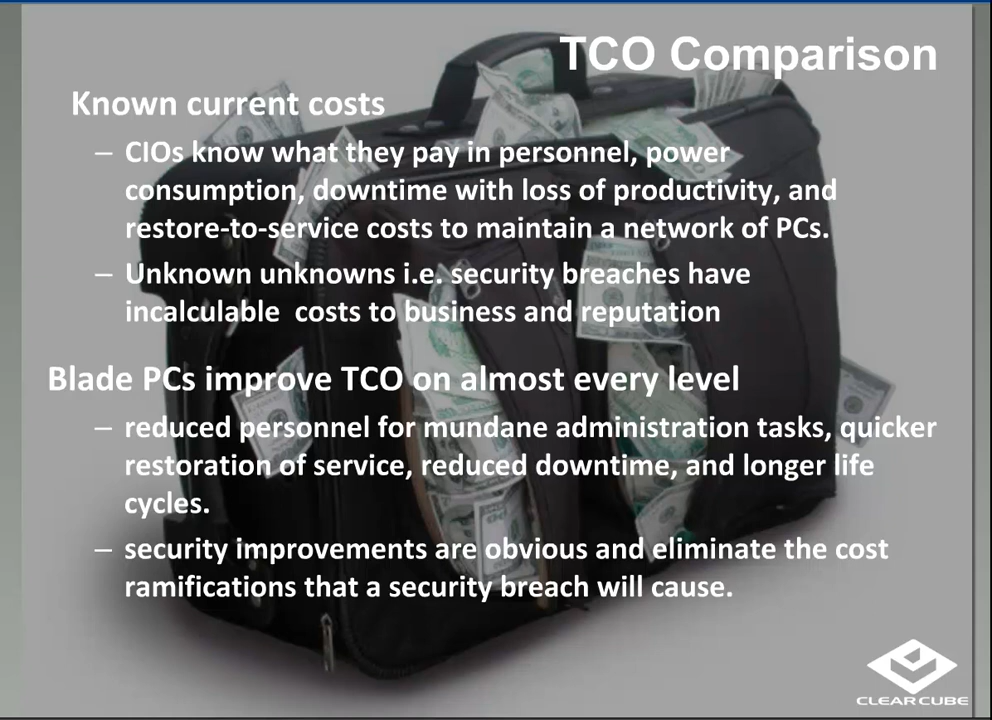 TCO Comparison
Known current costs
– CIOs know what they pay in personnel, power
consumption, downtime with loss of productivity, and
restore-to-service costs to maintain a network of PCs.
– Unknown unknowns i.e. security breaches have
incalculable  costs to business and reputation
Blade PCs improve TCO on almost every level
– reduced personnel for mundane administration tasks, quicker
restoration of service, reduced downtime, and longer life
cycles.
– security improvements are obvious and eliminate the cost
ramifications that a security breach will cause.
CLEARCUBE